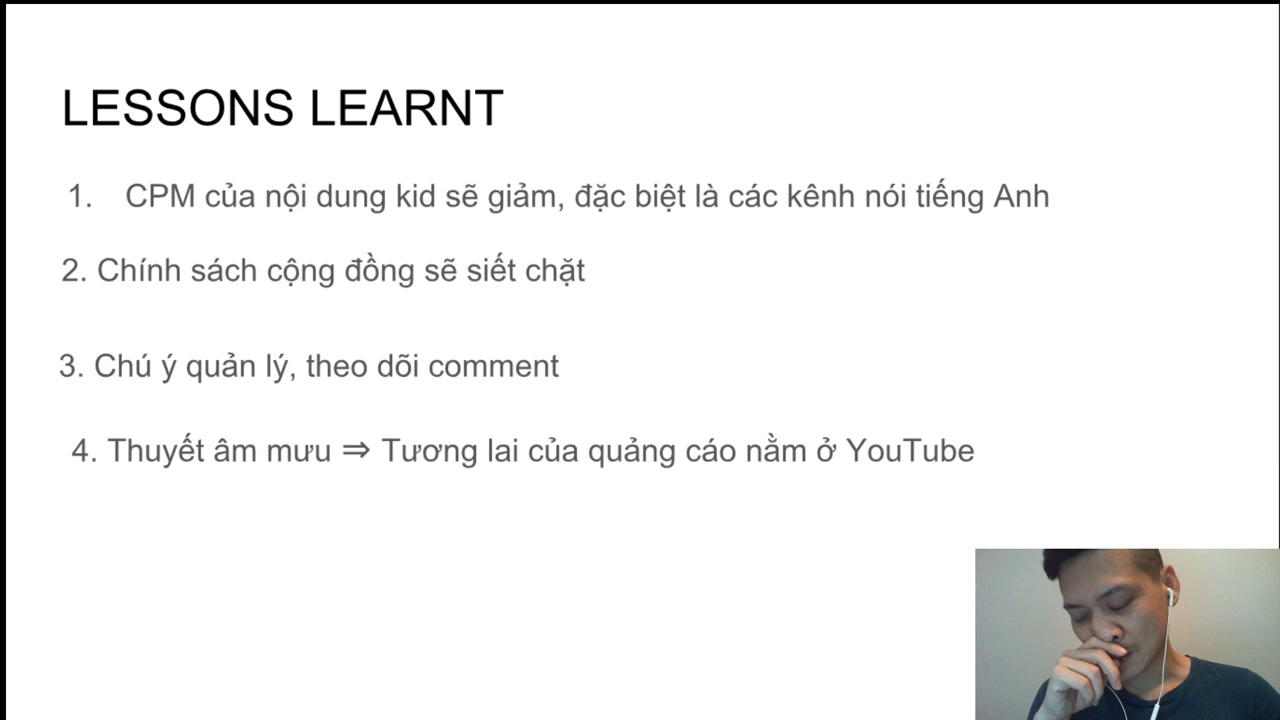 LESSONS LEARNT
1. CPM của nội dung kid sẽ giảm, đặc biệt là các kênh nói tiếng Anh
2. Chính sách cộng đồng sẽ siết chặt
3. Chú ý quản lý, theo dõi comment
4. Thuyết âm mưu ⇒ Tương lai của quảng cáo nằm ở YouTube